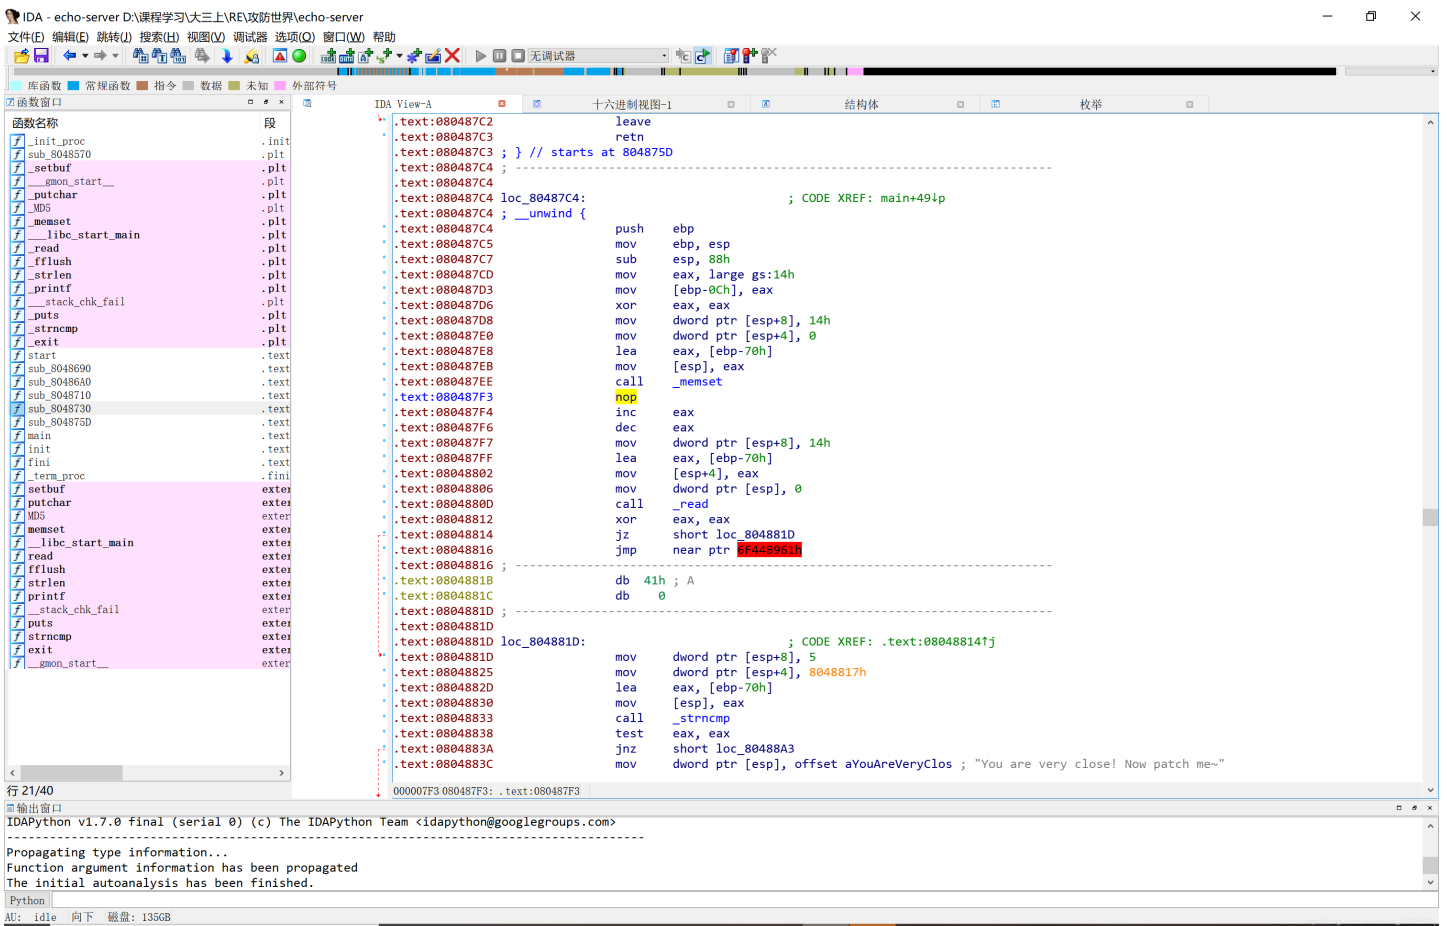 IDA - echo-server D:\课程学习\大三上\RE\攻防世界\echo-server
文件(F) 编辑(E) 跳转(J) 搜索(H) 视图(V) 调试器 选项(O) 窗口(W) 帮助
无调试器
库函数 常规函数 指令 数据 未知 外部符号
函数窗口
IDA View-A 十六进制视图-1 结构体 枚举
函数名称 段
_init_proc .init
sub_8048570 .plt
_setbuf .plt
___gmon_start__ .plt
_putchar .plt
_MD5 .plt
_memset .plt
___libc_start_main .plt
_read .plt
_fflush .plt
_strlen .plt
_printf .plt
___stack_chk_fail .plt
_puts .plt
_strncmp .plt
_exit .plt
start .text
sub_8048690 .text
sub_80486A0 .text
sub_8048710 .text
sub_8048730 .text
sub_804875D .text
main .text
init .text
fini .text
_term_proc .fini
setbuf exter
putchar exter
MD5 exter
memset exter
__libc_start_main exter
read exter
fflush exter
strlen exter
printf exter
__stack_chk_fail exter
puts exter
strncmp exter
exit exter
__gmon_start__ exter
行 21/40
.text:080487C2 leave
.text:080487C3 retn
.text:080487C3 ; } // starts at 804875D
.text:080487C4 ; ---------------------------------------------------------------------------
.text:080487C4
.text:080487C4 loc_80487C4: ; CODE XREF: main+49↓p
.text:080487C4 ; __unwind {
.text:080487C4 push ebp
.text:080487C5 mov ebp, esp
.text:080487C7 sub esp, 88h
.text:080487CD mov eax, large gs:14h
.text:080487D3 mov [ebp-0Ch], eax
.text:080487D6 xor eax, eax
.text:080487D8 mov dword ptr [esp+8], 14h
.text:080487E0 mov dword ptr [esp+4], 0
.text:080487E8 lea eax, [ebp-70h]
.text:080487EB mov [esp], eax
.text:080487EE call _memset
.text:080487F3 nop
.text:080487F4 inc eax
.text:080487F6 dec eax
.text:080487F7 mov dword ptr [esp+8], 14h
.text:080487FF lea eax, [ebp-70h]
.text:08048802 mov [esp+4], eax
.text:08048806 mov dword ptr [esp], 0
.text:0804880D call _read
.text:08048812 xor eax, eax
.text:08048814 jz short loc_804881D
.text:08048816 jmp near ptr 6F44B961h
.text:08048816 ; ---------------------------------------------------------------------------
.text:0804881B db 41h ; A
.text:0804881C db 0
.text:0804881D ; ---------------------------------------------------------------------------
.text:0804881D
.text:0804881D loc_804881D: ; CODE XREF: .text:08048814↑j
.text:0804881D mov dword ptr [esp+8], 5
.text:08048825 mov dword ptr [esp+4], 8048817h
.text:0804882D lea eax, [ebp-70h]
.text:08048830 mov [esp], eax
.text:08048833 call _strncmp
.text:08048838 test eax, eax
.text:0804883A jnz short loc_80488A3
.text:0804883C mov dword ptr [esp], offset aYouAreVeryClos ; "You are very close! Now patch me~"
000007F3 080487F3: .text:080487F3
输出窗口
IDAPython v1.7.0 final (serial 0) (c) The IDAPython Team <idapython@googlegroups.com>
-----------------------------------------------------------------------------------------
Propagating type information...
Function argument information has been propagated
The initial autoanalysis has been finished.
Python
AU: idle 向下 磁盘: 135GB